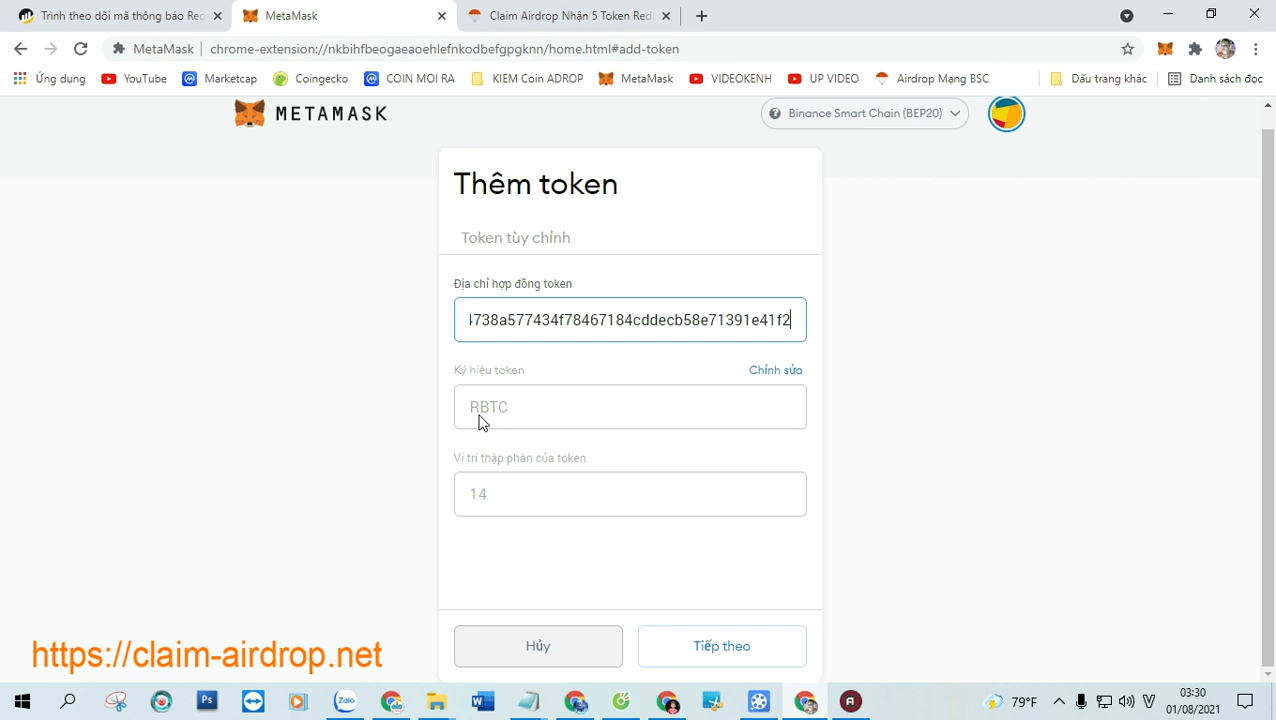 Trình theo dõi mã thông báo Re
MetaMask
Claim Airdrop Nhận 5 Token Red
MetaMask
chrome-extension://nkbihfbeogaeaoehlefnkodbefgpgknn/home.html#add-token
Ứng dụng
YouTube
Marketcap
Coingecko
COIN MOI RA
KIEM Coin ADROP
MetaMask
VIDEOKENH
UP VIDEO
Airdrop Mạng BSC
Dấu trang khác
Danh sách đọc
METAMASK
Binance Smart Chain (BEP20)
Thêm token
Token tùy chỉnh
Địa chỉ hợp đồng token
738a577434f78467184cddecb58e71391e41f2
Ký hiệu token
Chỉnh sửa
RBTC
Vị trí thập phân của token
14
Hủy
Tiếp theo
https://claim-airdrop.net
Ps
Zalo
79°F
03:30
01/08/2021